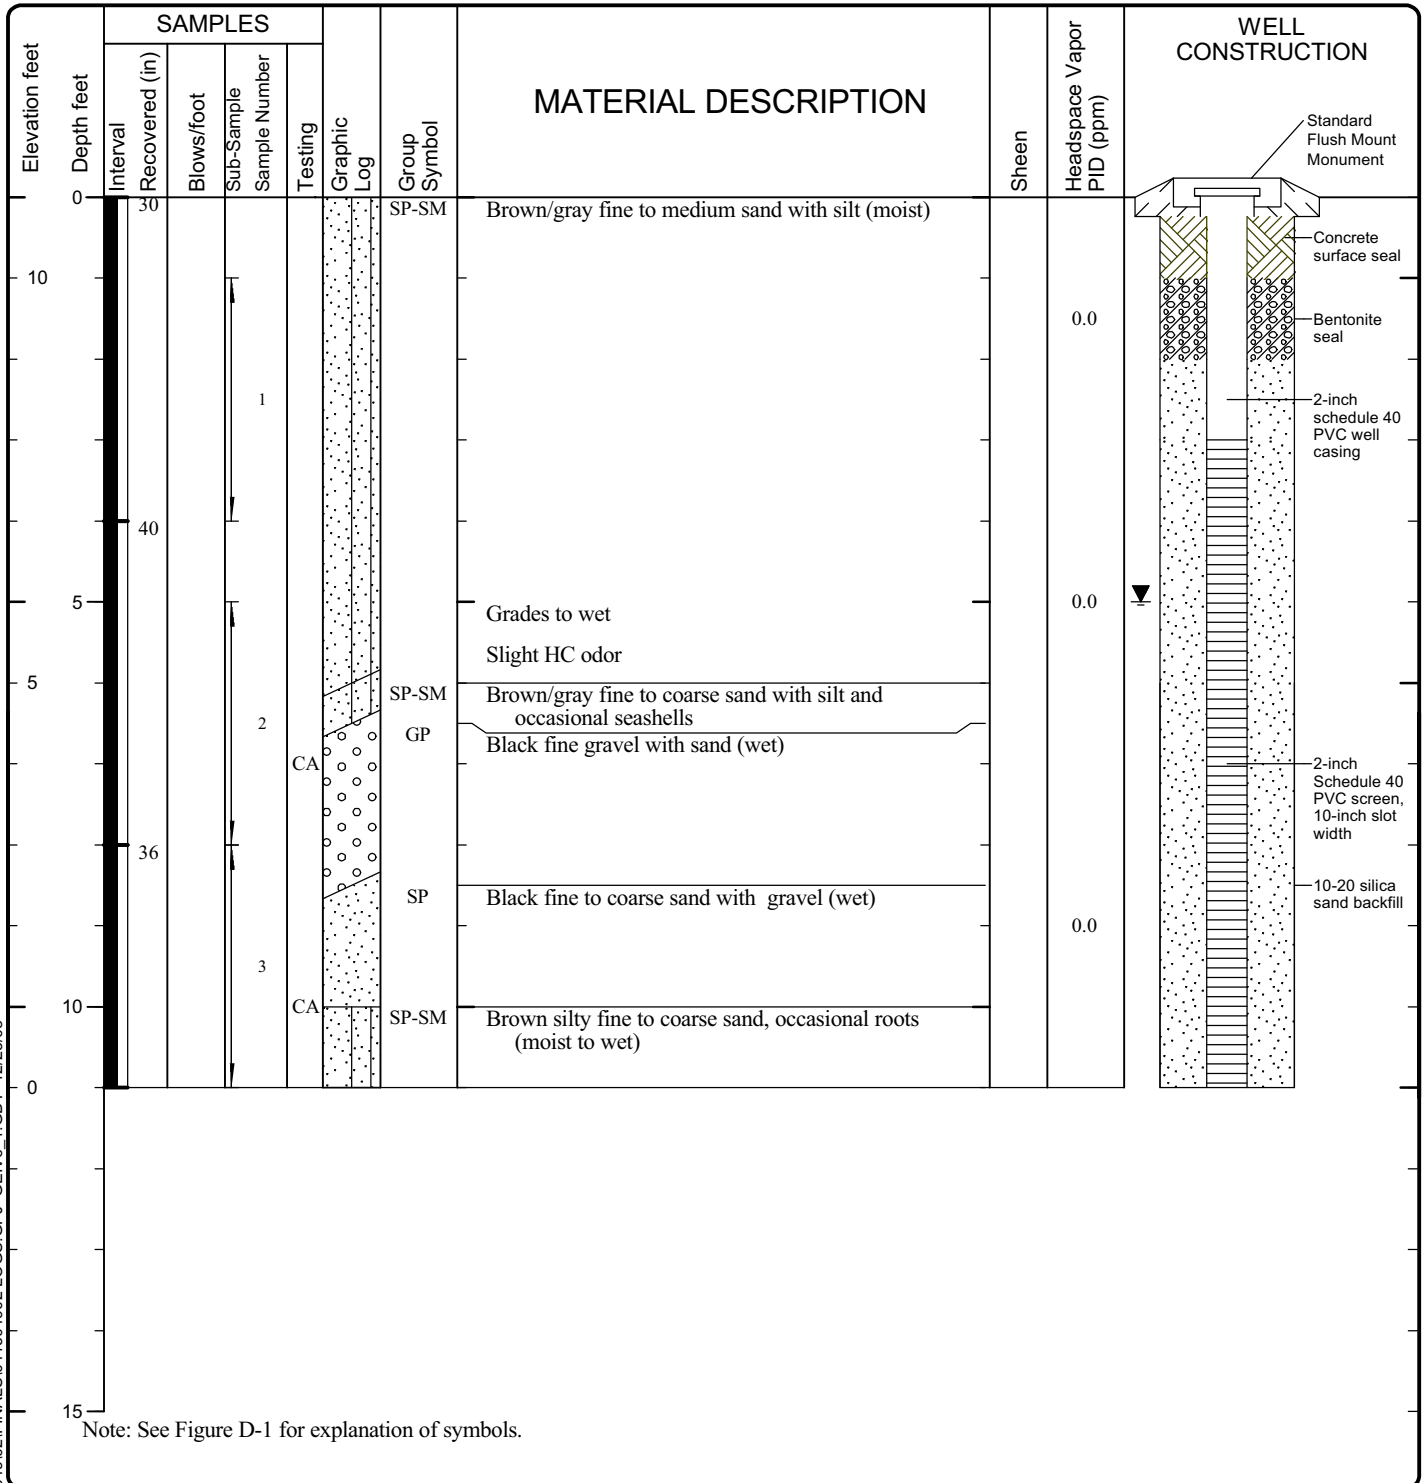 SAMPLES
Elevation feet
Depth feet
Interval
Recovered (in)
Blows/foot
Sub-Sample
Sample Number
Testing
Graphic
Log
Group
Symbol
MATERIAL DESCRIPTION
Sheen
Headspace Vapor
PID (ppm)
WELL
CONSTRUCTION
Standard
Flush Mount
Monument
0
30
SP-SM
Brown/gray fine to medium sand with silt (moist)
Concrete
surface seal
10
0.0
Bentonite
seal
1
2-inch
schedule 40
PVC well
casing
40
5
Grades to wet
0.0
Slight HC odor
5
SP-SM
Brown/gray fine to coarse sand with silt and
occasional seashells
2
GP
Black fine gravel with sand (wet)
CA
2-inch
Schedule 40
PVC screen,
10-inch slot
width
36
SP
Black fine to coarse sand with gravel (wet)
10-20 silica
sand backfill
0.0
3
10
CA
SP-SM
Brown silty fine to coarse sand, occasional roots
(moist to wet)
0
15
Note: See Figure D-1 for explanation of symbols.